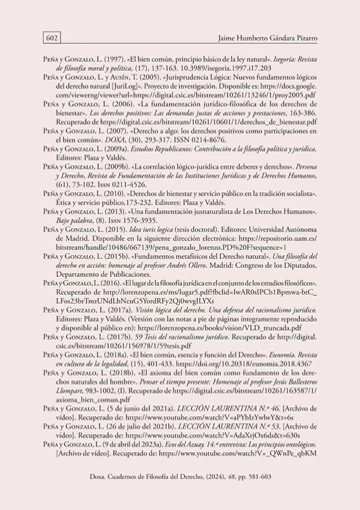 602
Jaime Humberto Gándara Pizarro
Peña y Gonzalo, L. (1997). «El bien común, principio básico de la ley natural». Isegoría: Revista
de filosofía moral y política, (17), 137-163. 10.3989/isegoria.1997.i17.203
Peña y Gonzalo, L. y Ausín, T. (2005). «Jurisprudencia Lógica: Nuevos fundamentos lógicos
del derecho natural [JuriLog]». Proyecto de investigación. Disponible es: https://docs.google.
com/viewerng/viewer?url=https://digital.csic.es/bitstream/10261/13246/1/proy2005.pdf
Peña y Gonzalo, L. (2006). «La fundamentación jurídico-filosófica de los derechos de
bienestar». Los derechos positivos: Las demandas justas de acciones y prestaciones, 163-386.
Recuperado de https://digital.csic.es/bitstream/10261/10601/1/derechos_de_bienestar.pdf
Peña y Gonzalo, L. (2007). «Derecho a algo: los derechos positivos como participaciones en
el bien común». DOXA, (30), 293-317. ISSN 0214-8676.
Peña y Gonzalo, L. (2009a). Estudios Republicanos: Contribución a la filosofía política y jurídica.
Editores: Plaza y Valdés.
Peña y Gonzalo, L. (2009b). «La correlación lógico-jurídica entre deberes y derechos». Persona
y Derecho, Revista de Fundamentación de las Instituciones Jurídicas y de Derechos Humanos,
(61), 73-102. Issn 0211-4526.
Peña y Gonzalo, L. (2010). «Derechos de bienestar y servicio público en la tradición socialista».
Ética y servicio público,173-232. Editores: Plaza y Valdés.
Peña y Gonzalo, L. (2013). «Una fundamentación jusnaturalista de Los Derechos Humanos».
Bajo palabra, (8). Issn 1576-3935.
Peña y Gonzalo, L. (2015). Idea iuris logica (tesis doctoral). Editores: Universidad Autónoma
de Madrid. Disponible en la siguiente dirección electrónica: https://repositorio.uam.es/
bitstream/handle/10486/667139/pena_gonzalo_lorenzo.PD%20F?sequence=1
Peña y Gonzalo, L. (2015b). «Fundamentos metafísicos del Derecho natural». Una filosofía del
derecho en acción: homenaje al profesor Andrés Ollero. Madrid: Congreso de los Diputados,
Departamento de Publicaciones.
Peña y Gonzalo, L. (2016). «El lugar de la filosofía jurídica en el conjunto de los estudios filosóficos».
Recuperado de http://lorenzopena.es/ms/lugar5.pdf?fbclid=
Peña y Gonzalo, L. (2017a). Visión lógica del derecho. Una defensa del racionalismo jurídico.
Editores: Plaza y Valdés. (Versión con las notas a pie de páginas íntegramente reproducido
y disponible al público en): https://lorenzopena.es/books/vision/VLD_truncada.pdf
Peña y Gonzalo, L. (2017b). 59 Tesis del racionalismo jurídico. Recuperado de http://digital.
csic.es/bitstream/10261/156978/1/59tesis.pdf
Peña y Gonzalo, L. (2018a). «El bien común, esencia y función del Derecho». Eunomía. Revista
en cultura de la legalidad, (15), 401-433. https://doi.org/10.20318/eunomia.2018.4367
Peña y Gonzalo, L. (2018b). «El axioma del bien común como fundamento de los dere-
chos naturales del hombre». Pensar el tiempo presente: Homenaje al profesor Jesús Ballesteros
Llompart, 983-1002, (I). Recuperado de https://digital.csic.es/bitstream/10261/163587/1/
axioma_bien_comun.pdf
Peña y Gonzalo, L. (5 de junio del 2021a). LECCIÓN LAURENTINA N.º 46. [Archivo de
vídeo]. Recuperado de: https://www.youtube.com/watch?
Peña y Gonzalo, L. (26 de julio del 2021b). LECCIÓN LAURENTINA N.º 53. [Archivo de
vídeo]. Recuperado de: https://www.youtube.com/watch?
Peña y Gonzalo, L. (9 de abril del 2023a). Ecos del Azuay. 14.ª entrevista: Los principios ontológicos.
[Archivo de vídeo]. Recuperado de: https://www.youtube.com/watch?
Doxa. Cuadernos de Filosofía del Derecho, (2024), 48, pp. 581-603